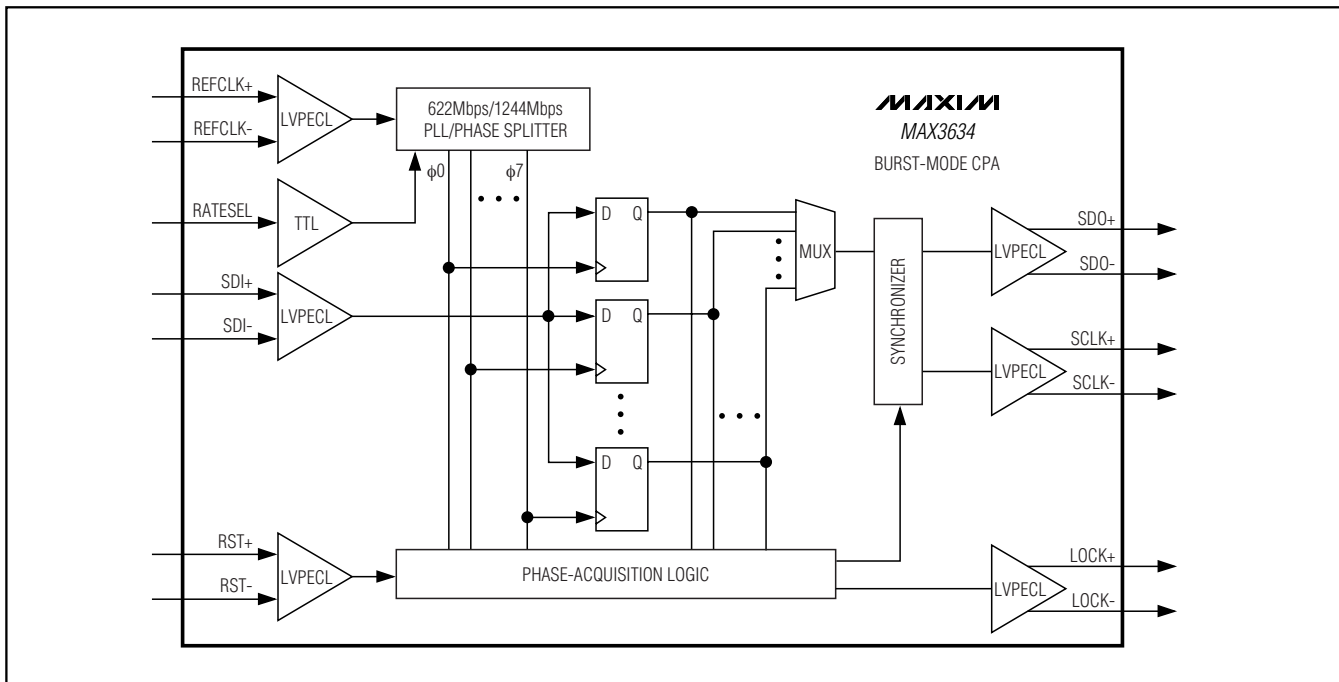 REFCLK+
REFCLK-
LVPECL
622Mbps/1244Mbps
PLL/PHASE SPLITTER
MAXIM
MAX3634
BURST-MODE CPA
ϕ0
ϕ7
RATESEL
TTL
D Q
MUX
SYNCHRONIZER
LVPECL
SDO+
SDO-
SDI+
SDI-
LVPECL
D Q
LVPECL
SCLK+
SCLK-
D Q
RST+
RST-
LVPECL
PHASE-ACQUISITION LOGIC
LVPECL
LOCK+
LOCK-